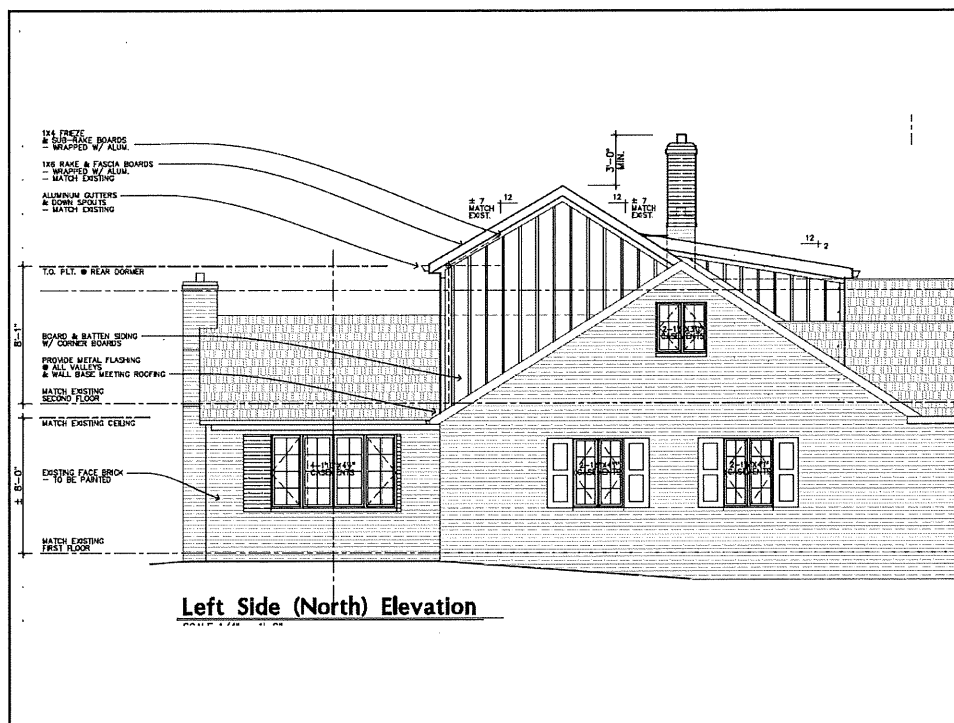 1X4 FRIEZE
& SUB-RAKE BOARDS
- WRAPPED W/ ALUM.
1X6 RAKE & FASCIA BOARDS
- WRAPPED W/ ALUM.
- MATCH EXISTING
ALUMINUM GUTTERS
& DOWN SPOUTS
- MATCH EXISTING
3'-0"
MIN.
± 7
MATCH
EXIST.
12
12
± 7
MATCH
EXIST.
12
2
T.O. PLT. @ REAR DORMER
8'-1"
BOARD & BATTEN SIDING
W/ CORNER BOARDS
PROVIDE METAL FLASHING
@ ALL VALLEYS
& WALL BASE MEETING ROOFING
MATCH EXISTING
SECOND FLOOR
MATCH EXISTING CEILING
± 8'-0"
EXISTING FACE BRICK
- TO BE PAINTED
MATCH EXISTING
FIRST FLOOR
CASEMENTS
CASEMENTS
CASEMENTS
CASEMENTS
Left Side (North) Elevation